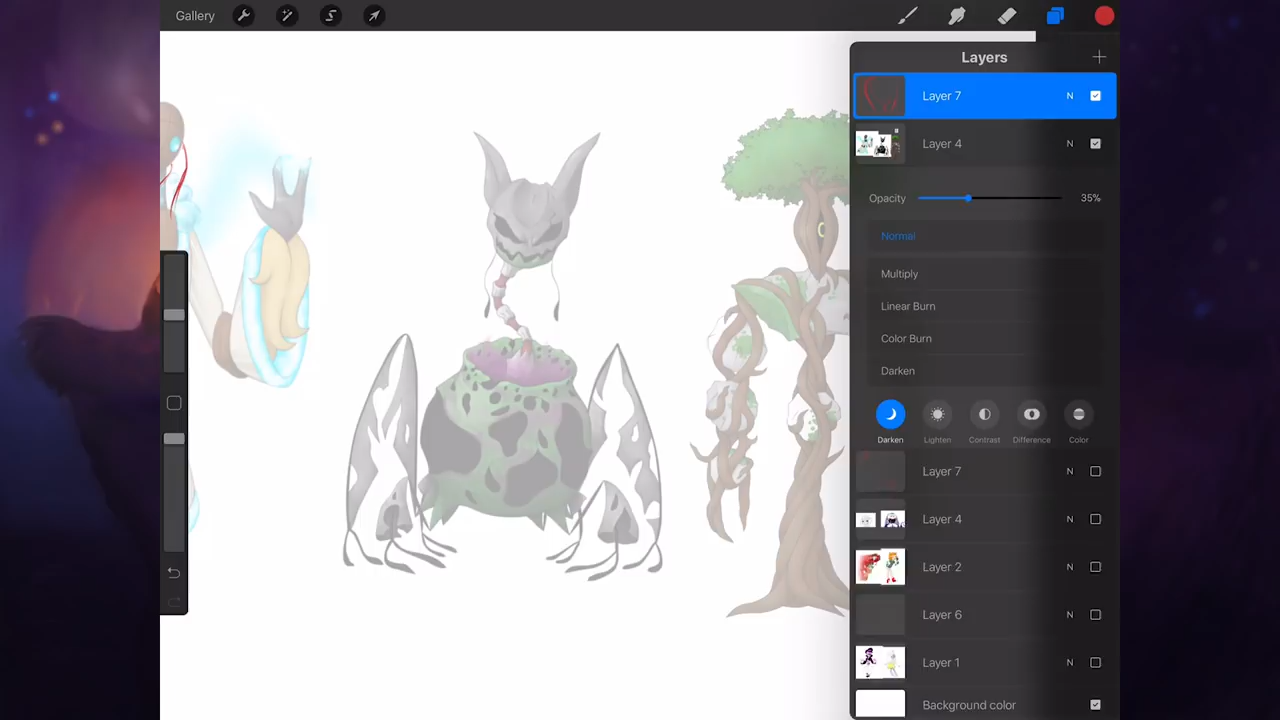 Gallery
Layers
Layer 7 N
Layer 4 N
Opacity 35%
Normal
Multiply
Linear Burn
Color Burn
Darken
Darken Lighten Contrast Difference Color
Layer 7 N
Layer 4 N
Layer 2 N
Layer 6 N
Layer 1 N
Background color